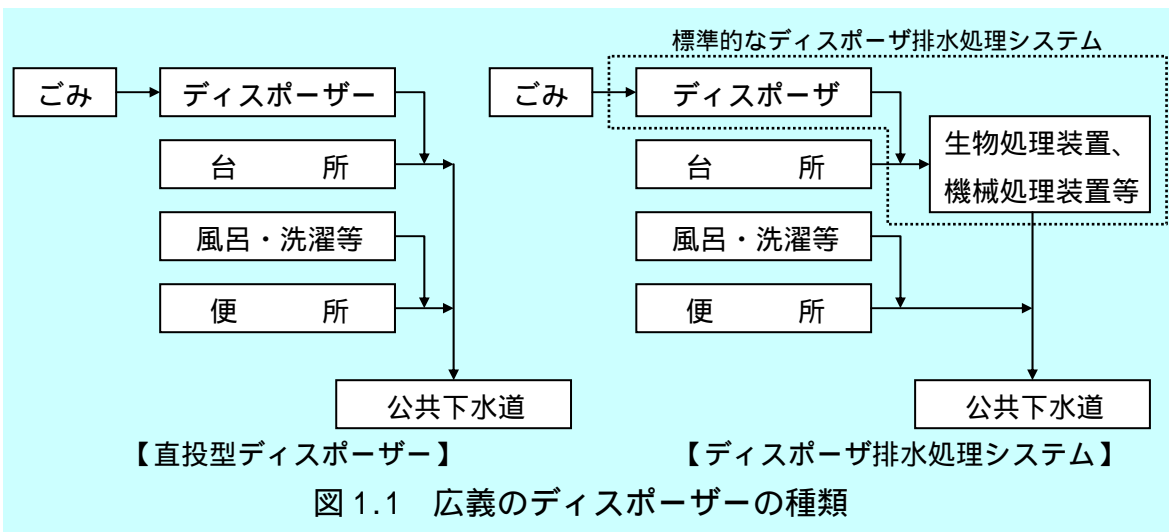 標準的なディスポーザ排水処理システム
ごみ
ディスポーザー
台　　所
風呂・洗濯等
便　　所
公共下水道
【直投型ディスポーザー】
ごみ
ディスポーザ
台　　所
生物処理装置、
機械処理装置等
風呂・洗濯等
便　　所
公共下水道
【ディスポーザ排水処理システム】
図 1.1　広義のディスポーザーの種類